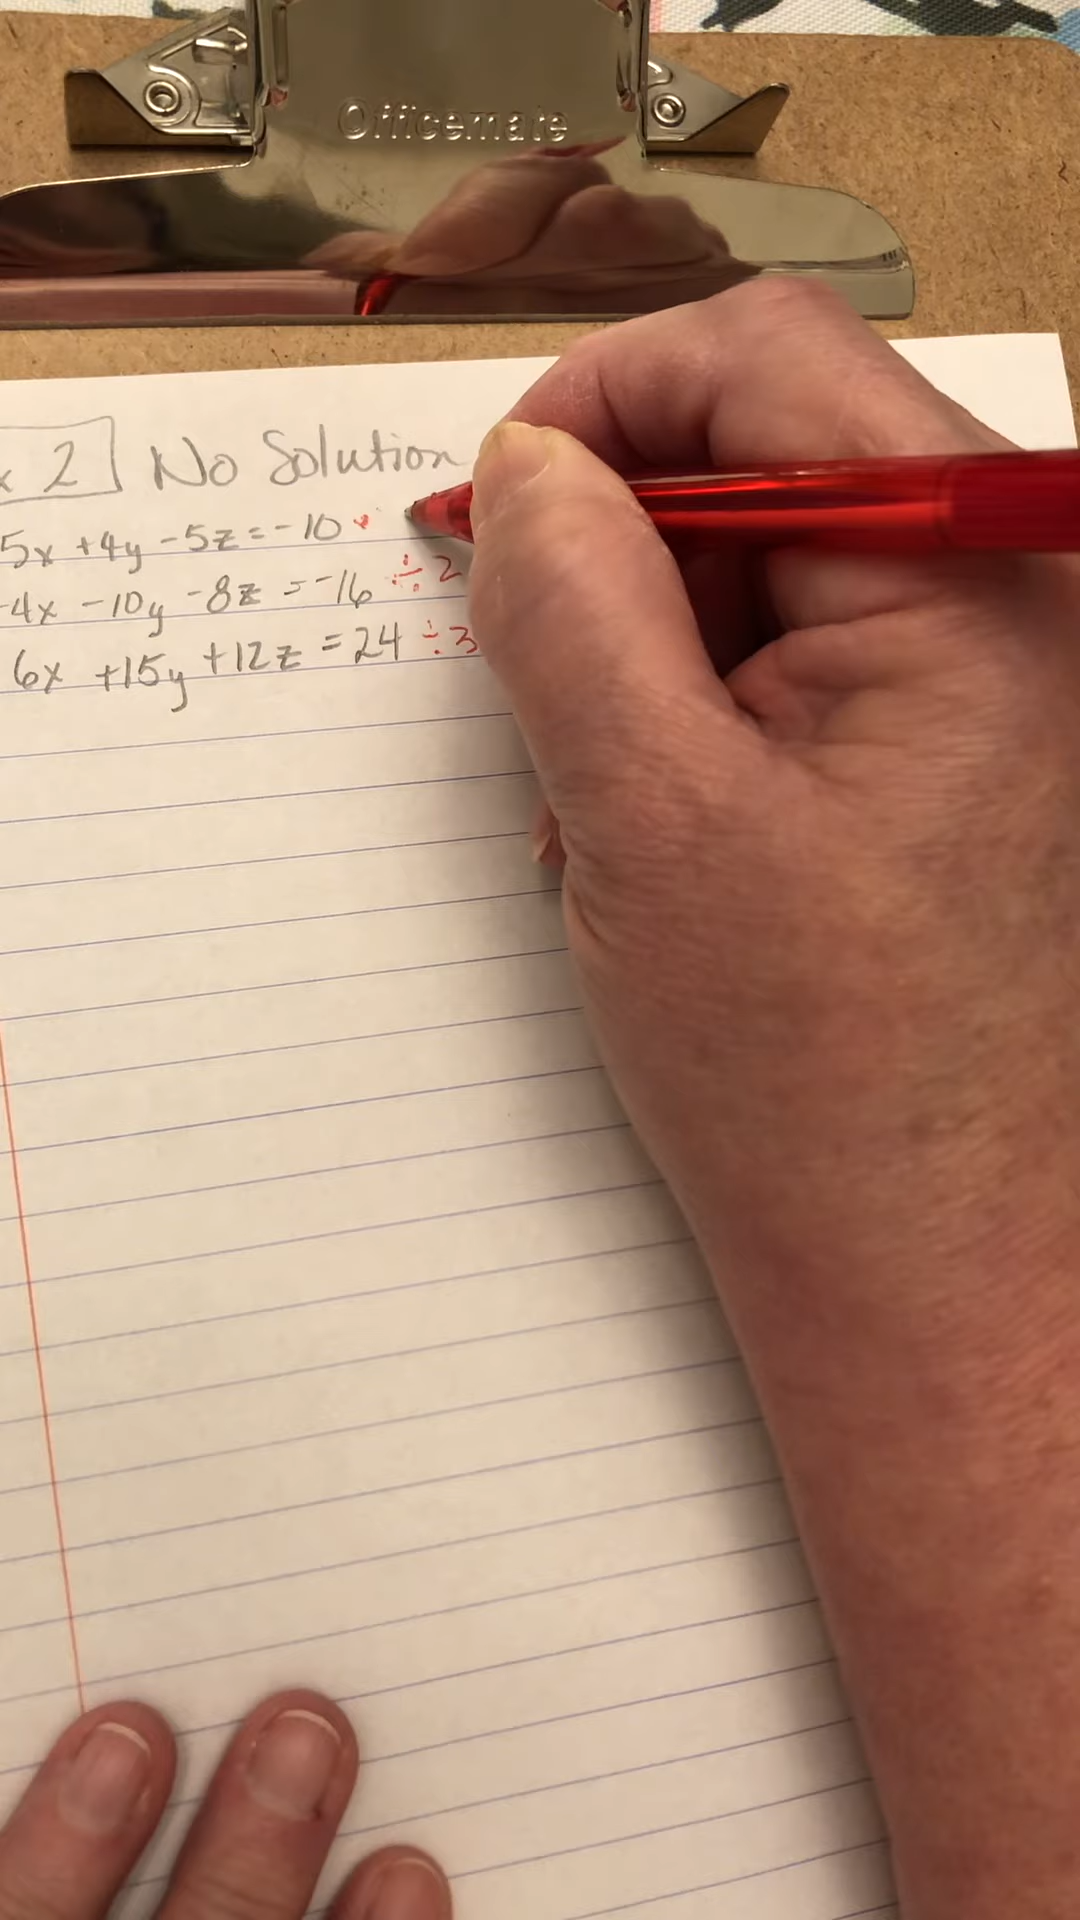 Officemate
x 2 No Solution
5x +4y -5z = -10
-4x -10y -8z = -16 ÷ 2
6x +15y +12z = 24 ÷ 3